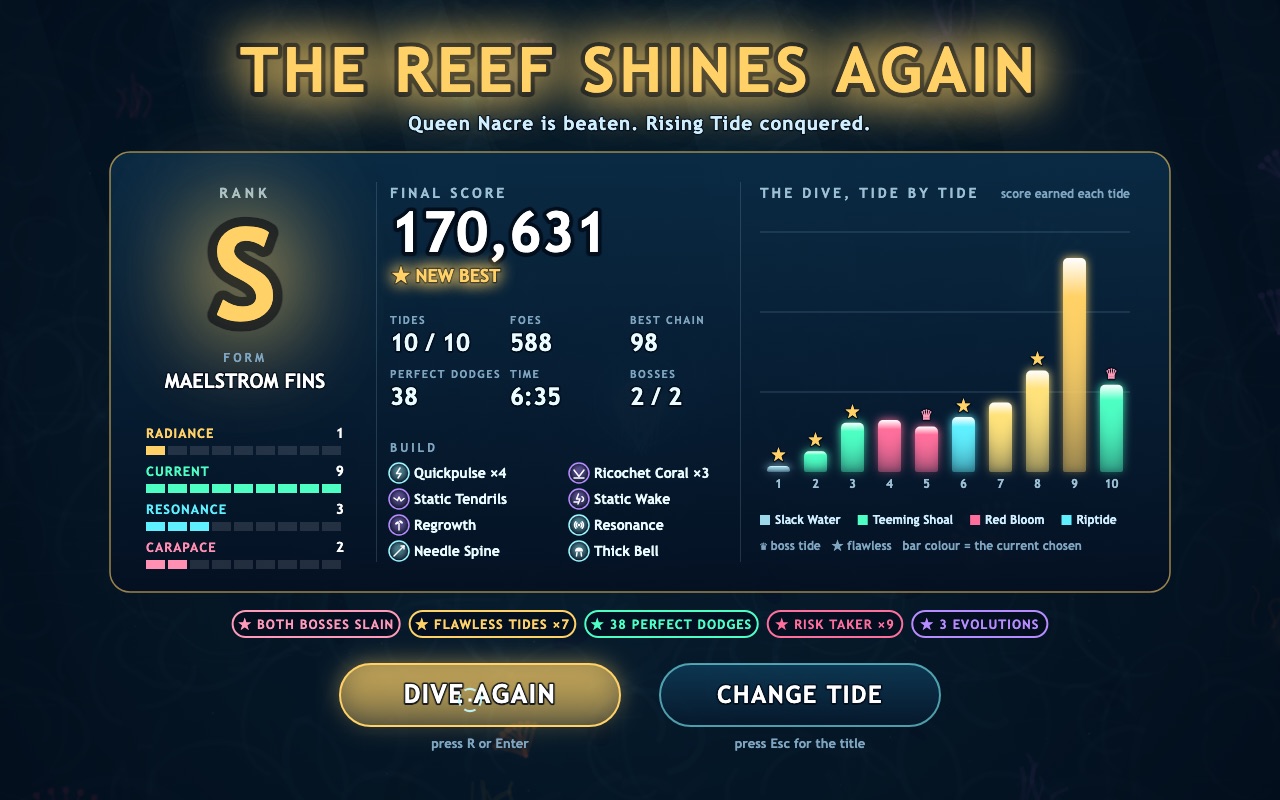 THE REEF SHINES AGAIN
Queen Nacre is beaten. Rising Tide conquered.
RANK
S
FORM
MAELSTROM FINS
RADIANCE 1
CURRENT 9
RESONANCE 3
CARAPACE 2
FINAL SCORE
170,631
★ NEW BEST
TIDES FOES BEST CHAIN
10 / 10 588 98
PERFECT DODGES TIME BOSSES
38 6:35 2 / 2
BUILD
Quickpulse ×4 Ricochet Coral ×3
Static Tendrils Static Wake
Regrowth Resonance
Needle Spine Thick Bell
THE DIVE, TIDE BY TIDE score earned each tide
1 2 3 4 5 6 7 8 9 10
Slack Water Teeming Shoal Red Bloom Riptide
♛ boss tide ★ flawless bar colour = the current chosen
★ BOTH BOSSES SLAIN ★ FLAWLESS TIDES ×7 ★ 38 PERFECT DODGES ★ RISK TAKER ×9 ★ 3 EVOLUTIONS
DIVE AGAIN CHANGE TIDE
press R or Enter press Esc for the title